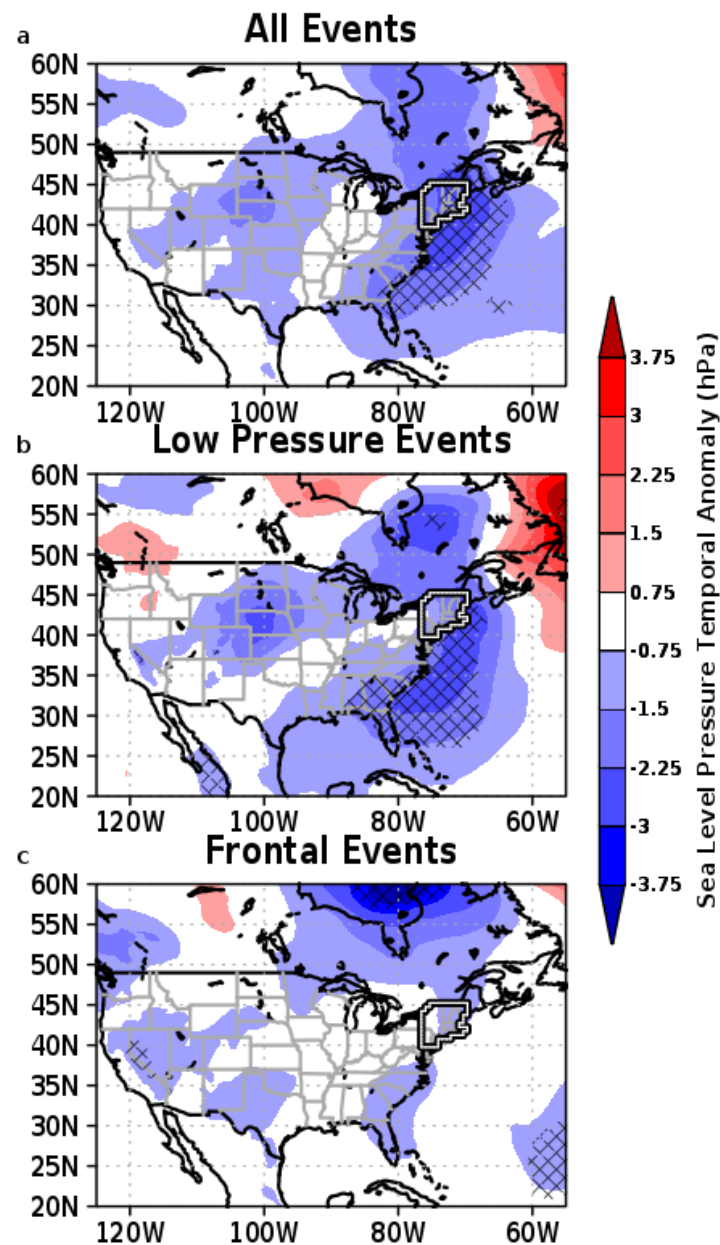 a
All Events
60N
55N
50N
45N
40N
35N
30N
25N
20N
120W 100W 80W 60W
b
Low Pressure Events
60N
55N
50N
45N
40N
35N
30N
25N
20N
120W 100W 80W 60W
c
Frontal Events
60N
55N
50N
45N
40N
35N
30N
25N
20N
120W 100W 80W 60W
3.75
3
2.25
1.5
0.75
-0.75
-1.5
-2.25
-3
-3.75
Sea Level Pressure Temporal Anomaly (hPa)